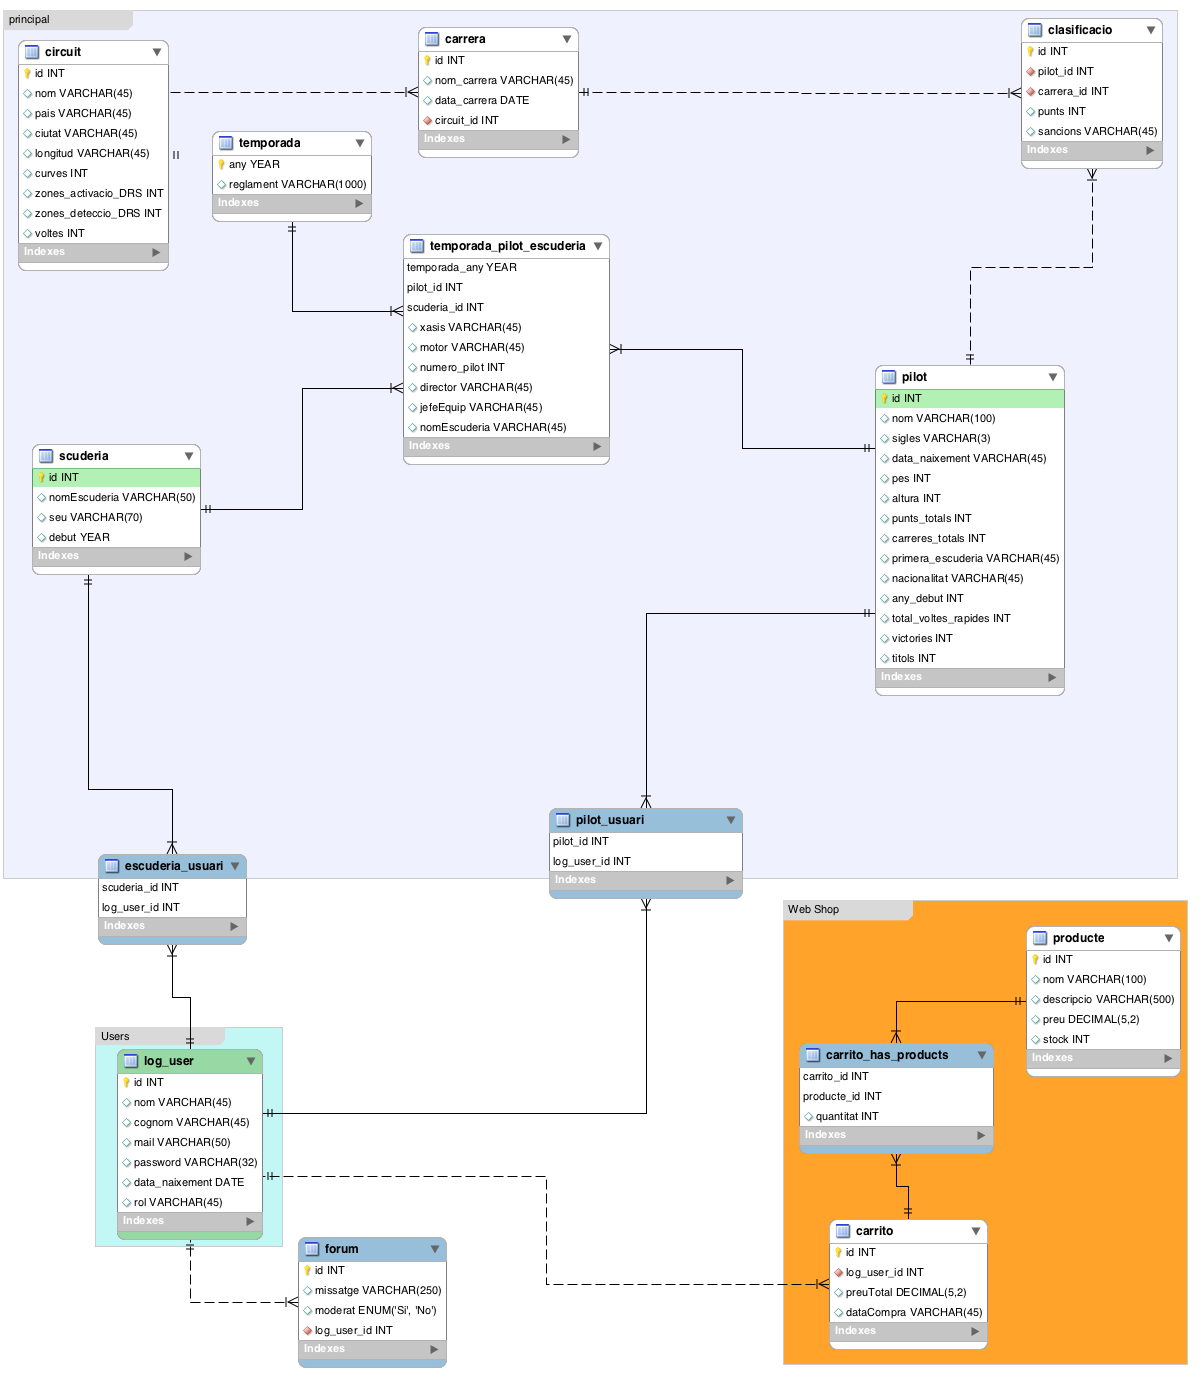 principal
circuit
id INT
nom VARCHAR(45)
pais VARCHAR(45)
ciutat VARCHAR(45)
longitud VARCHAR(45)
curves INT
zones_activacio_DRS INT
zones_deteccio_DRS INT
voltes INT
Indexes
carrera
id INT
nom_carrera VARCHAR(45)
data_carrera DATE
circuit_id INT
Indexes
clasificacio
id INT
pilot_id INT
carrera_id INT
punts INT
sancions VARCHAR(45)
Indexes
temporada
any YEAR
reglament VARCHAR(1000)
Indexes
temporada_pilot_escuderia
temporada_any YEAR
pilot_id INT
scuderia_id INT
xasis VARCHAR(45)
motor VARCHAR(45)
numero_pilot INT
director VARCHAR(45)
jefeEquip VARCHAR(45)
nomEscuderia VARCHAR(45)
Indexes
pilot
id INT
nom VARCHAR(100)
sigles VARCHAR(3)
data_naixement VARCHAR(45)
pes INT
altura INT
punts_totals INT
carreres_totals INT
primera_escuderia VARCHAR(45)
nacionalitat VARCHAR(45)
any_debut INT
total_voltes_rapides INT
victories INT
titols INT
Indexes
scuderia
id INT
nomEscuderia VARCHAR(50)
seu VARCHAR(70)
debut YEAR
Indexes
pilot_usuari
pilot_id INT
log_user_id INT
Indexes
escuderia_usuari
scuderia_id INT
log_user_id INT
Indexes
Users
log_user
id INT
nom VARCHAR(45)
cognom VARCHAR(45)
mail VARCHAR(50)
password VARCHAR(32)
data_naixement DATE
rol VARCHAR(45)
Indexes
forum
id INT
missatge VARCHAR(250)
moderat ENUM('Si', 'No')
log_user_id INT
Indexes
Web Shop
producte
id INT
nom VARCHAR(100)
descripcio VARCHAR(500)
preu DECIMAL(5,2)
stock INT
Indexes
carrito_has_products
carrito_id INT
producte_id INT
quantitat INT
Indexes
carrito
id INT
log_user_id INT
preuTotal DECIMAL(5,2)
dataCompra VARCHAR(45)
Indexes